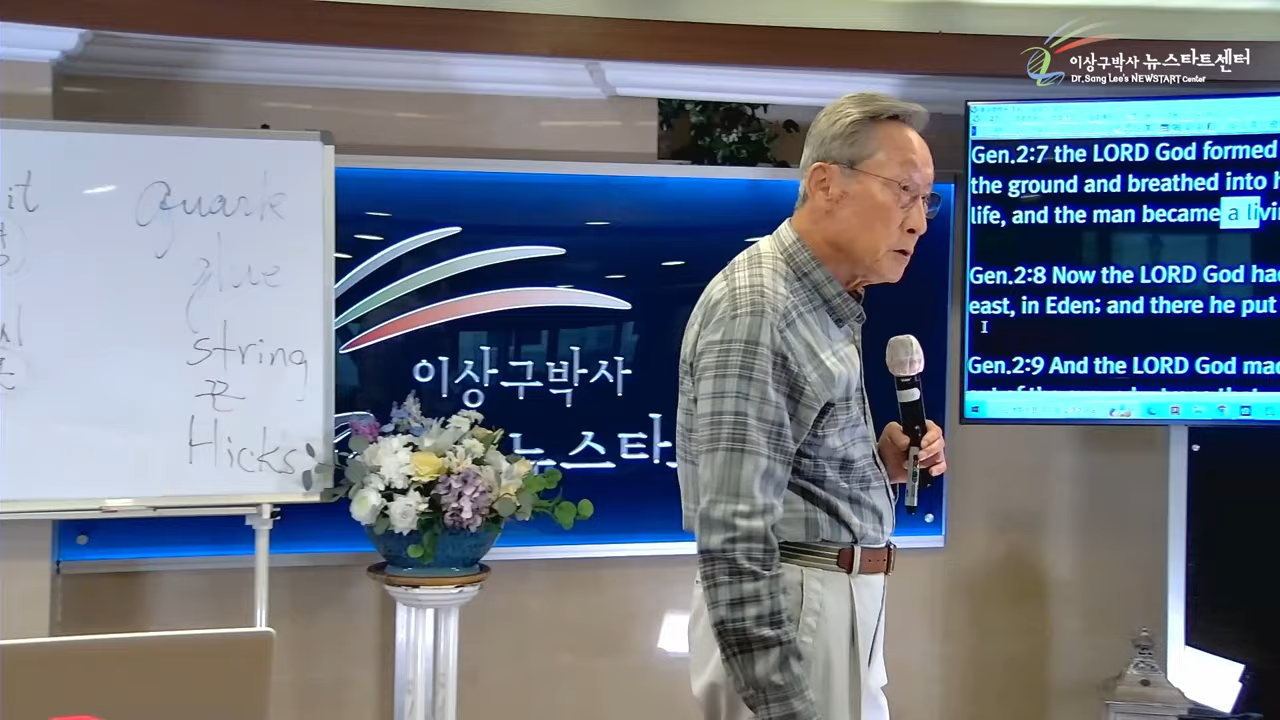 이상구박사 뉴스타트센터
Dr. Sang Lee's NEWSTART Center
it
quark
glue
string
끈
Hicks
이상구박사
뉴스타
Gen.2:7 the LORD God formed
the ground and breathed into h
life, and the man became a livi
Gen.2:8 Now the LORD God ha
east, in Eden; and there he put
Gen.2:9 And the LORD God mad